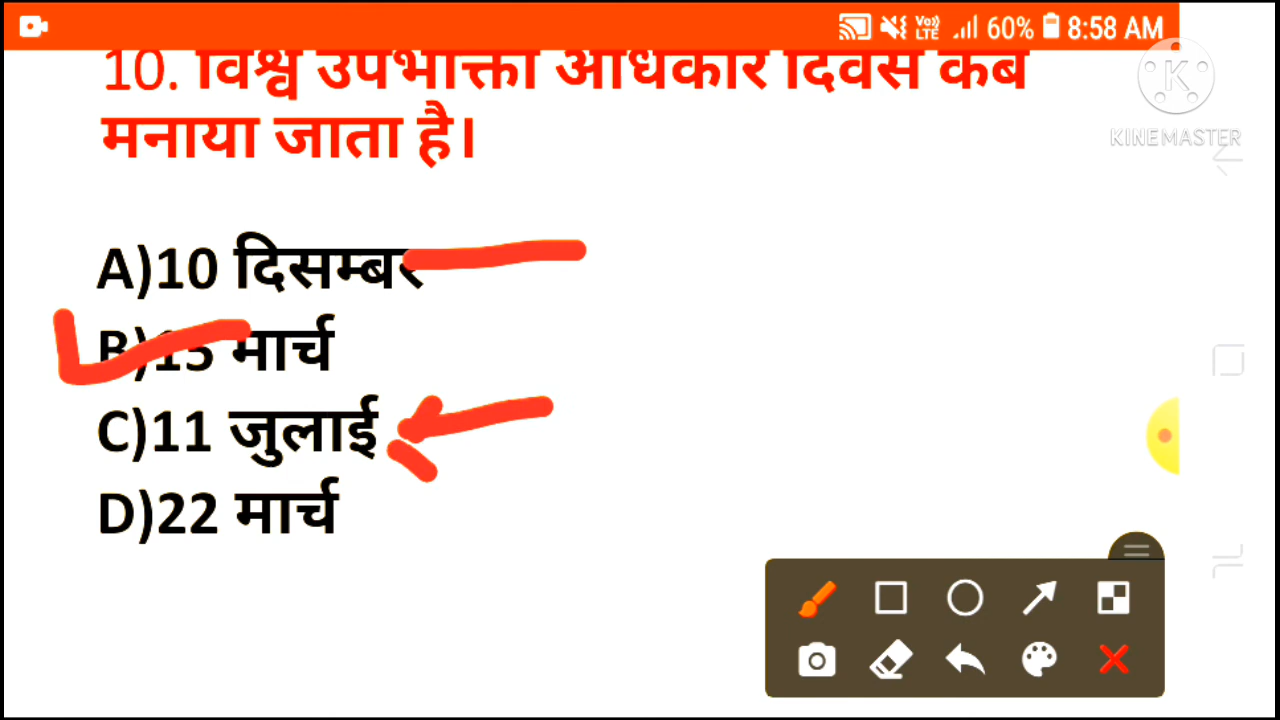 60% 8:58 AM
10. विश्व उपभोक्ता अधिकार दिवस कब
मनाया जाता है।
KINEMASTER
A)10 दिसम्बर
B)15 मार्च
C)11 जुलाई
D)22 मार्च